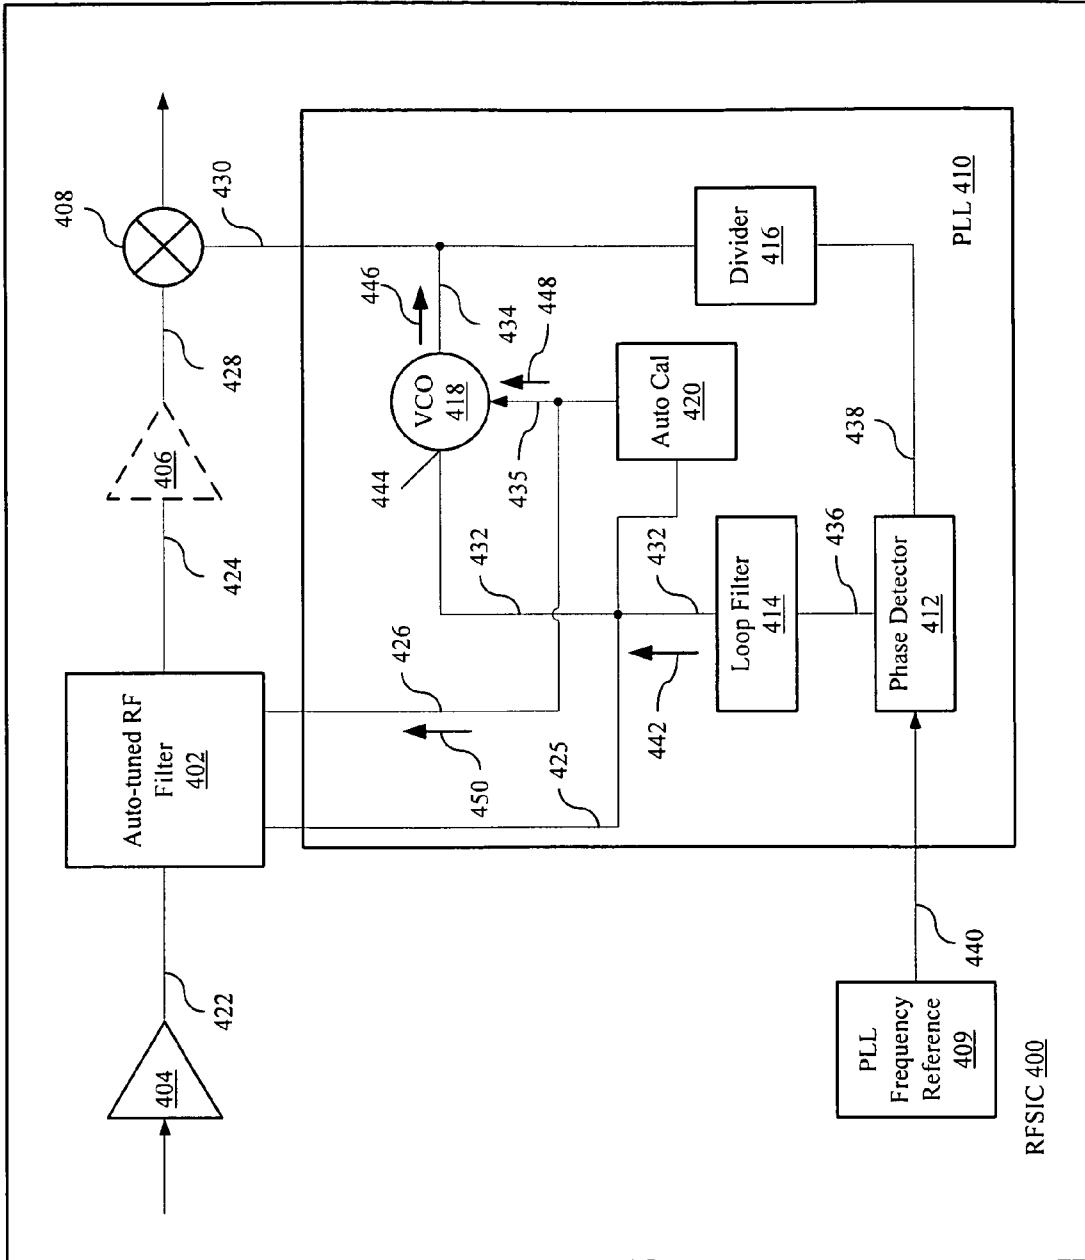 404
422
Auto-tuned RF
Filter
402
424
406
428
408
430
450
426
425
432
444
VCO
418
446
434
448
435
Auto Cal
420
Divider
416
442
432
Loop Filter
414
436
Phase Detector
412
438
PLL 410
440
PLL
Frequency
Reference
409
RFSIC 400